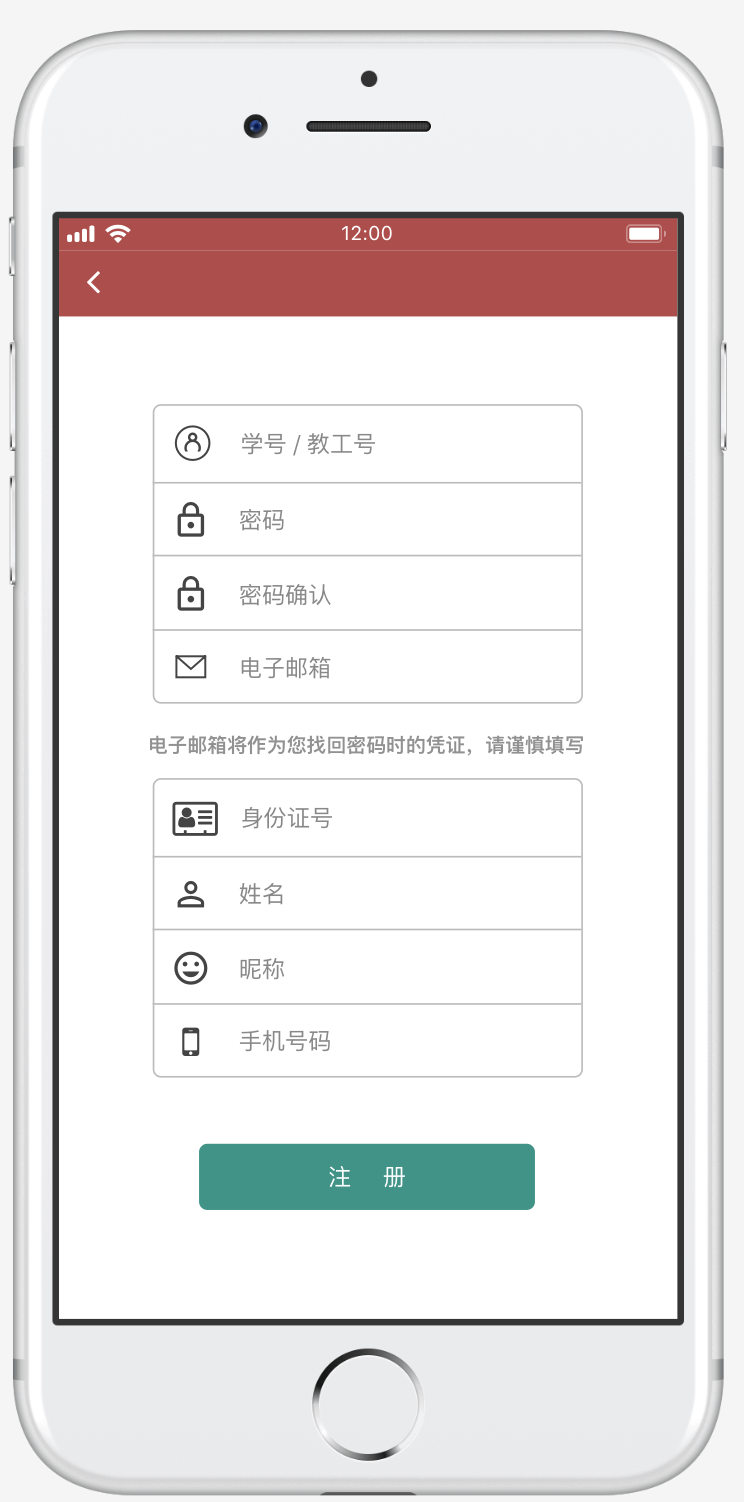 12:00
学号 / 教工号
密码
密码确认
电子邮箱
电子邮箱将作为您找回密码时的凭证，请谨慎填写
身份证号
姓名
昵称
手机号码
注 册